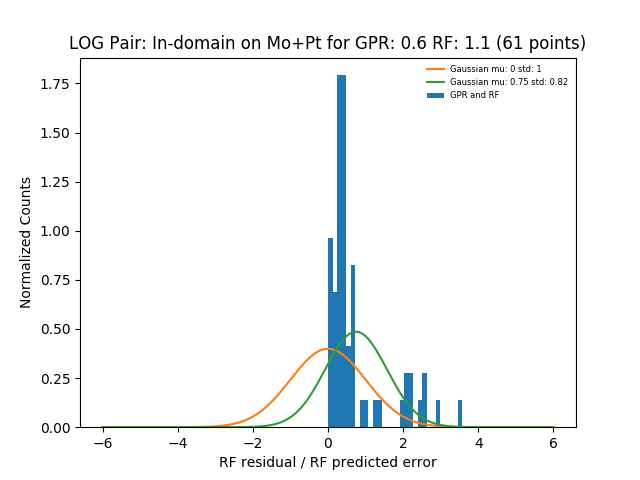 LOG Pair: In-domain on Mo+Pt for GPR: 0.6 RF: 1.1 (61 points)
Gaussian mu: 0 std: 1
Gaussian mu: 0.75 std: 0.82
GPR and RF
Normalized Counts
1.75
1.50
1.25
1.00
0.75
0.50
0.25
0.00
−6 −4 −2 0 2 4 6
RF residual / RF predicted error